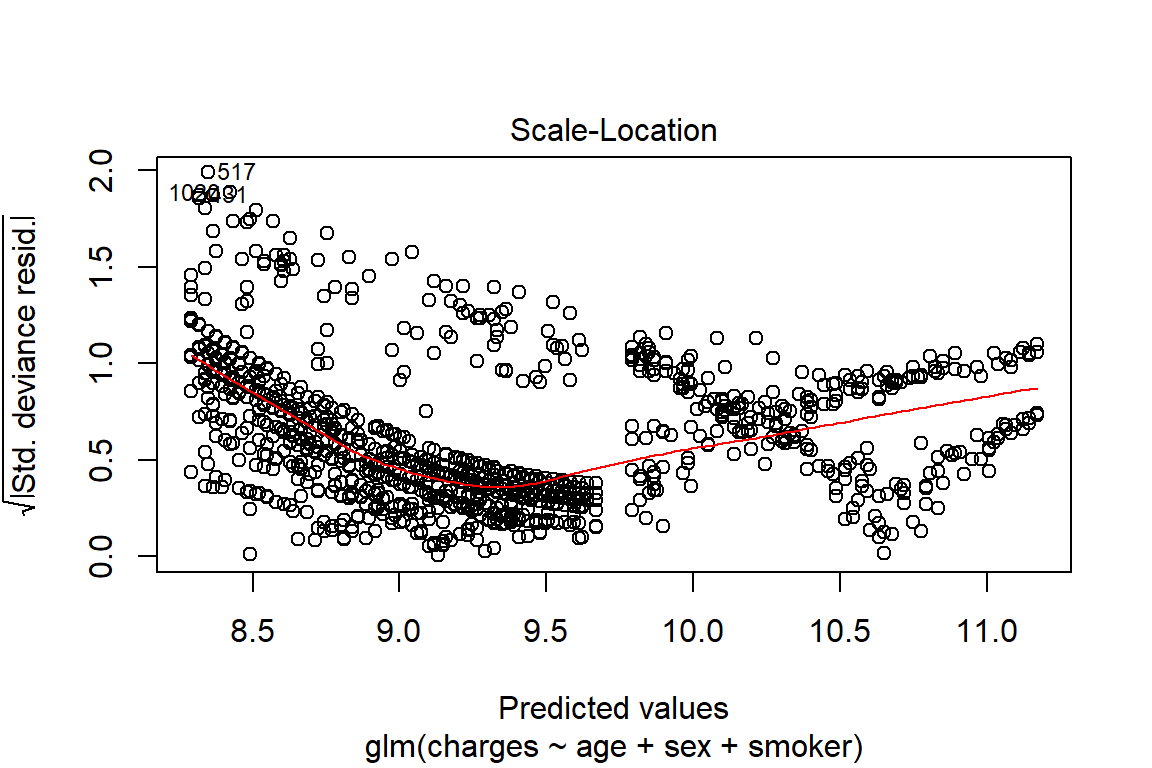 Scale-Location
√|Std. deviance resid.|
2.0
1.5
1.0
0.5
0.0
517
431
8.5 9.0 9.5 10.0 10.5 11.0
Predicted values
glm(charges ~ age + sex + smoker)